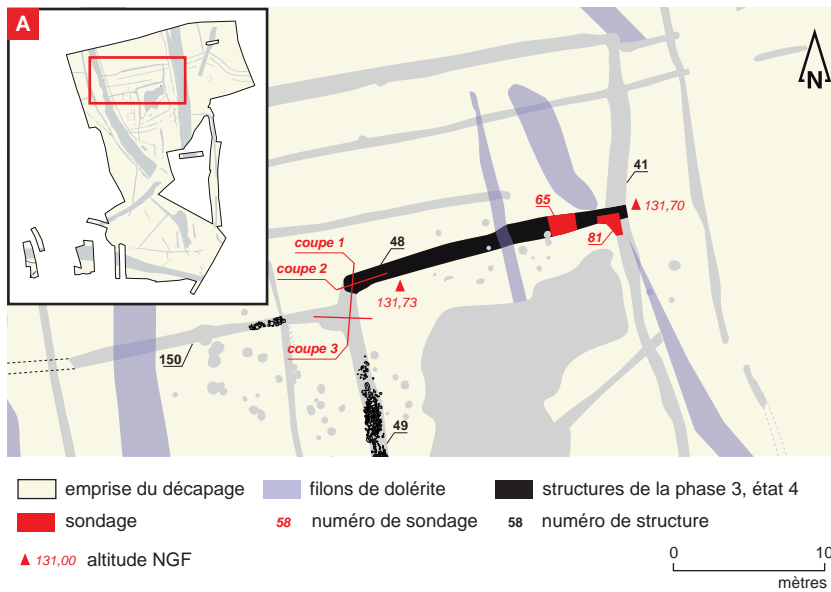 A
N
41
65
131,70
coupe 1
48
81
coupe 2
131,73
coupe 3
150
49
emprise du décapage
filons de dolérite
structures de la phase 3, état 4
sondage
58 numéro de sondage
58 numéro de structure
131,00 altitude NGF
0 10
mètres